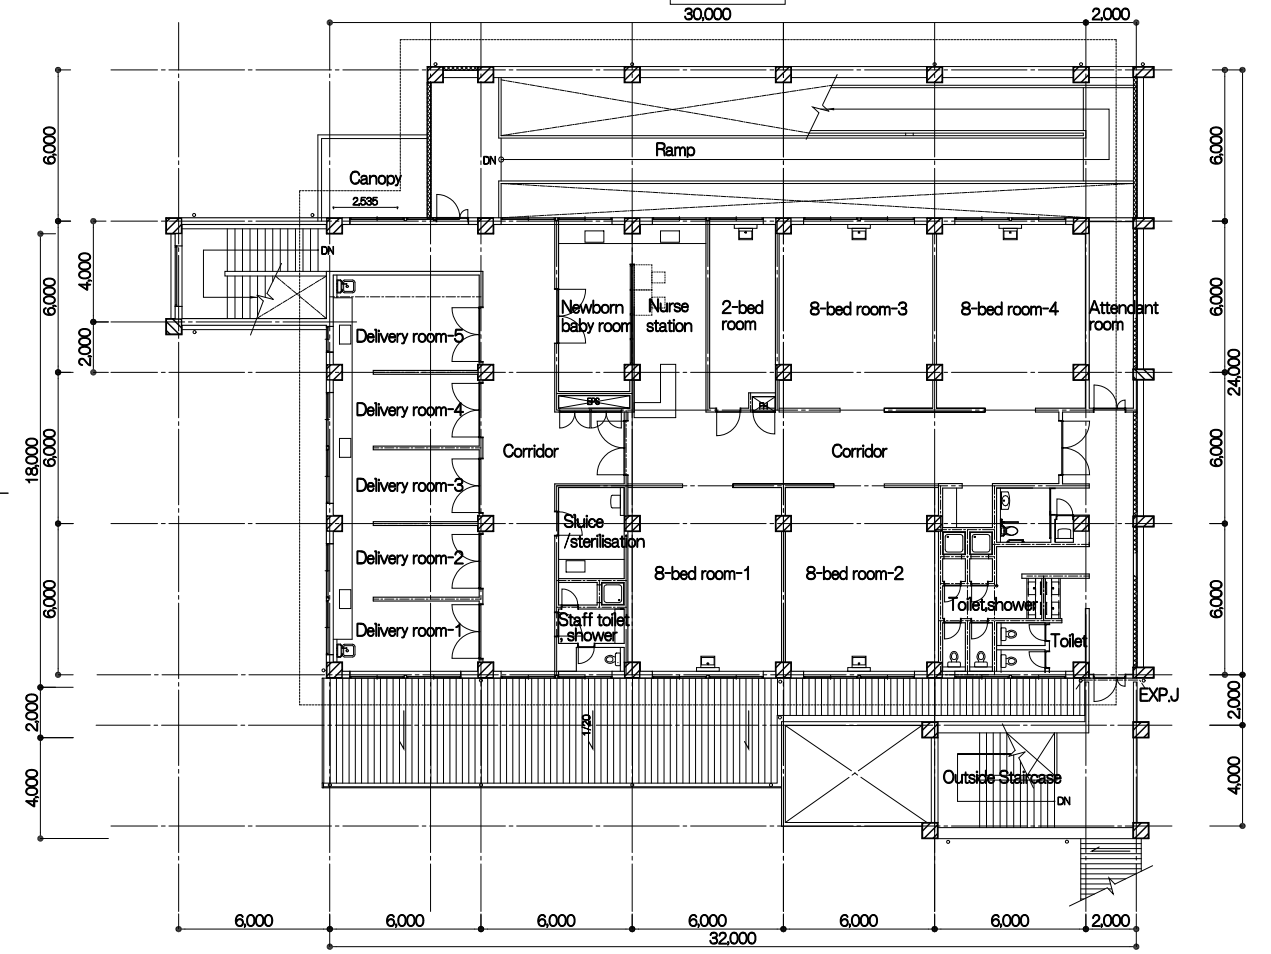 30,000
2,000
6,000
6,000
Canopy
2,535
DN
Ramp
DN
4,000
6,000
2,000
Newborn
baby room
Nurse
station
2-bed
room
8-bed room-3
8-bed room-4
Attendant
room
6,000
24,000
Delivery room-5
Delivery room-4
EPS
Corridor
Corridor
18,000
6,000
6,000
Delivery room-3
Sluice
/sterilisation
Delivery room-2
8-bed room-1
8-bed room-2
6,000
6,000
Toilet,shower
Staff toilet
, shower
Delivery room-1
Toilet
EXP.J
2,000
1/20
2,000
4,000
Outside Staircase
DN
4,000
6,000
6,000
6,000
6,000
6,000
6,000
2,000
32,000